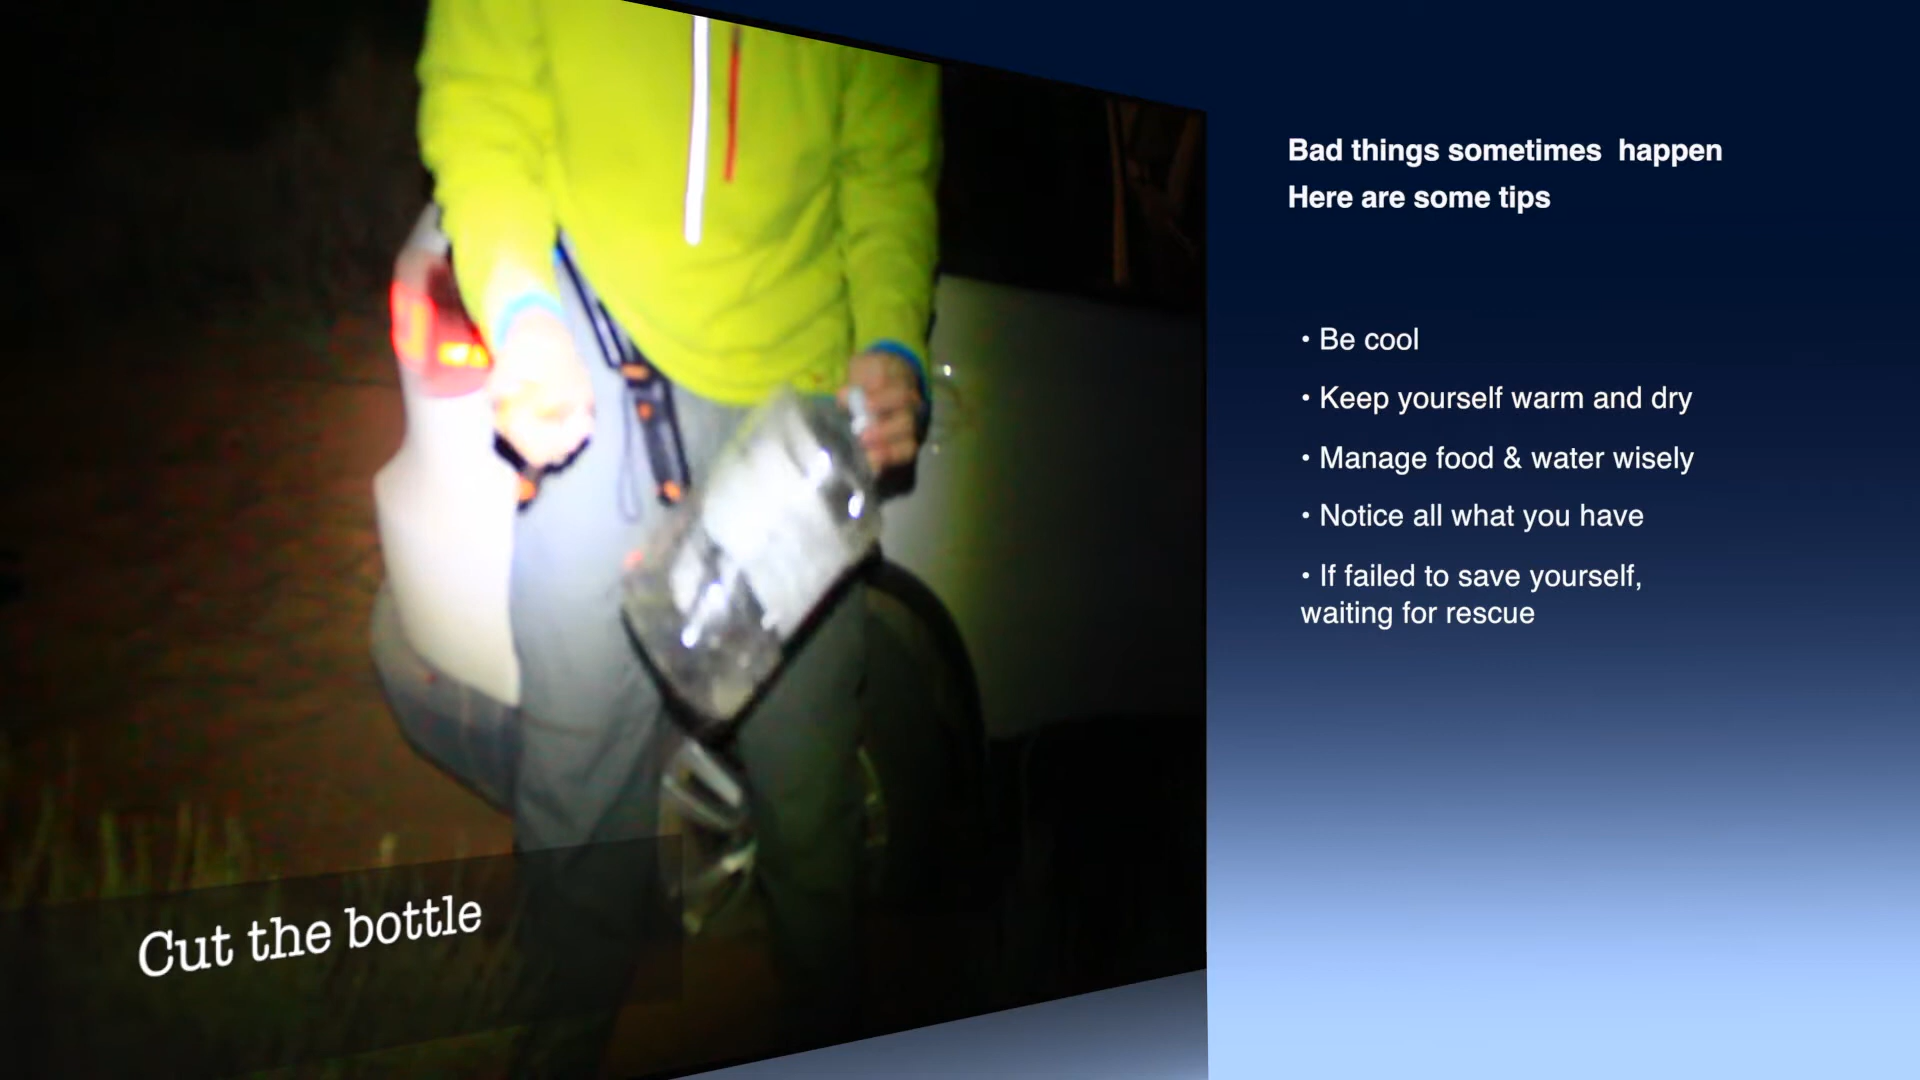 Bad things sometimes  happen
Here are some tips
• Be cool
• Keep yourself warm and dry
• Manage food & water wisely
• Notice all what you have
• If failed to save yourself,
waiting for rescue
Cut the bottle